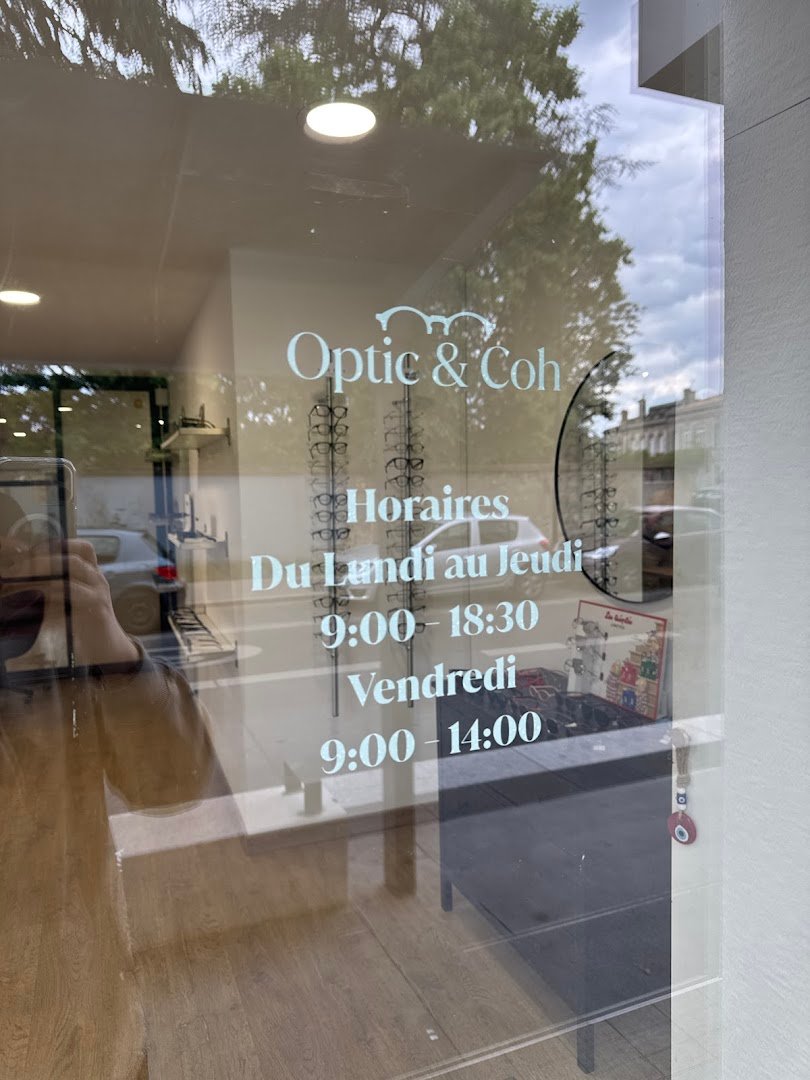 Optic & Coh
Horaires
Du Lundi au Jeudi
9:00 - 18:30
Vendredi
9:00 - 14:00